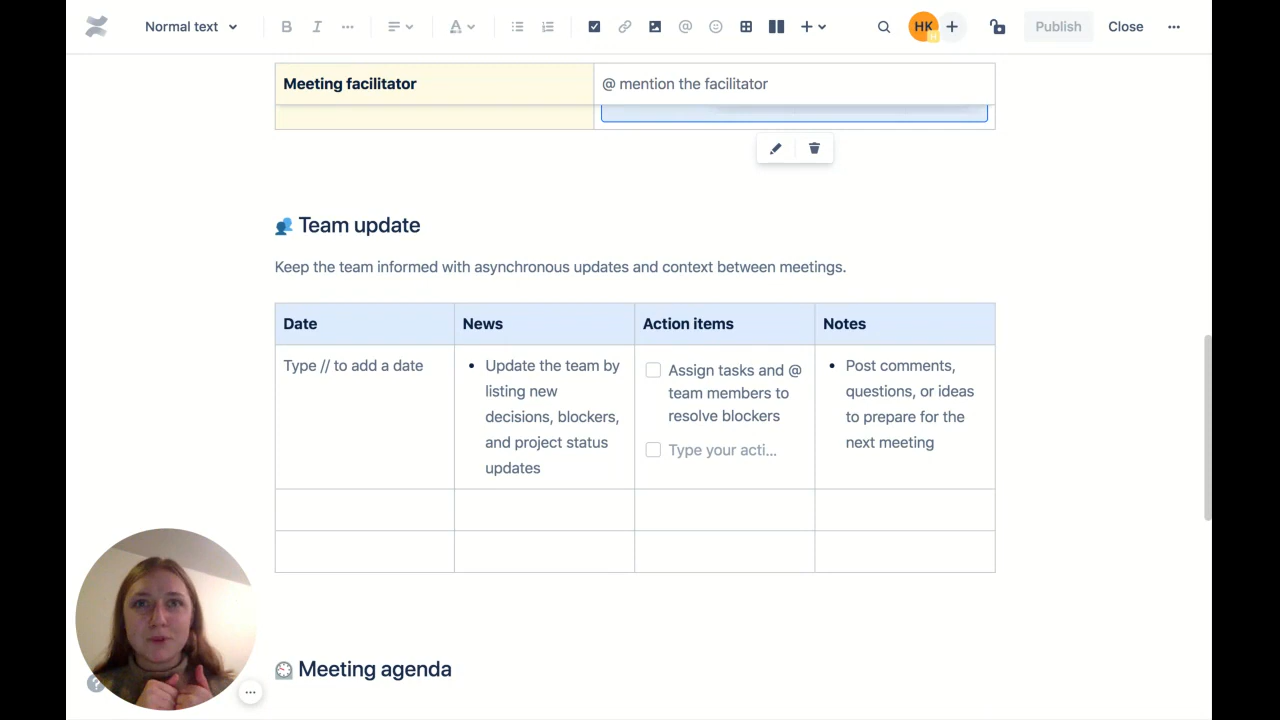 Normal text
B
I
HK
Publish
Close
Meeting facilitator
@ mention the facilitator
Team update
Keep the team informed with asynchronous updates and context between meetings.
Date
News
Action items
Notes
Type // to add a date
Update the team by
listing new
decisions, blockers,
and project status
updates
Assign tasks and @
team members to
resolve blockers
Type your acti...
Post comments,
questions, or ideas
to prepare for the
next meeting
Meeting agenda